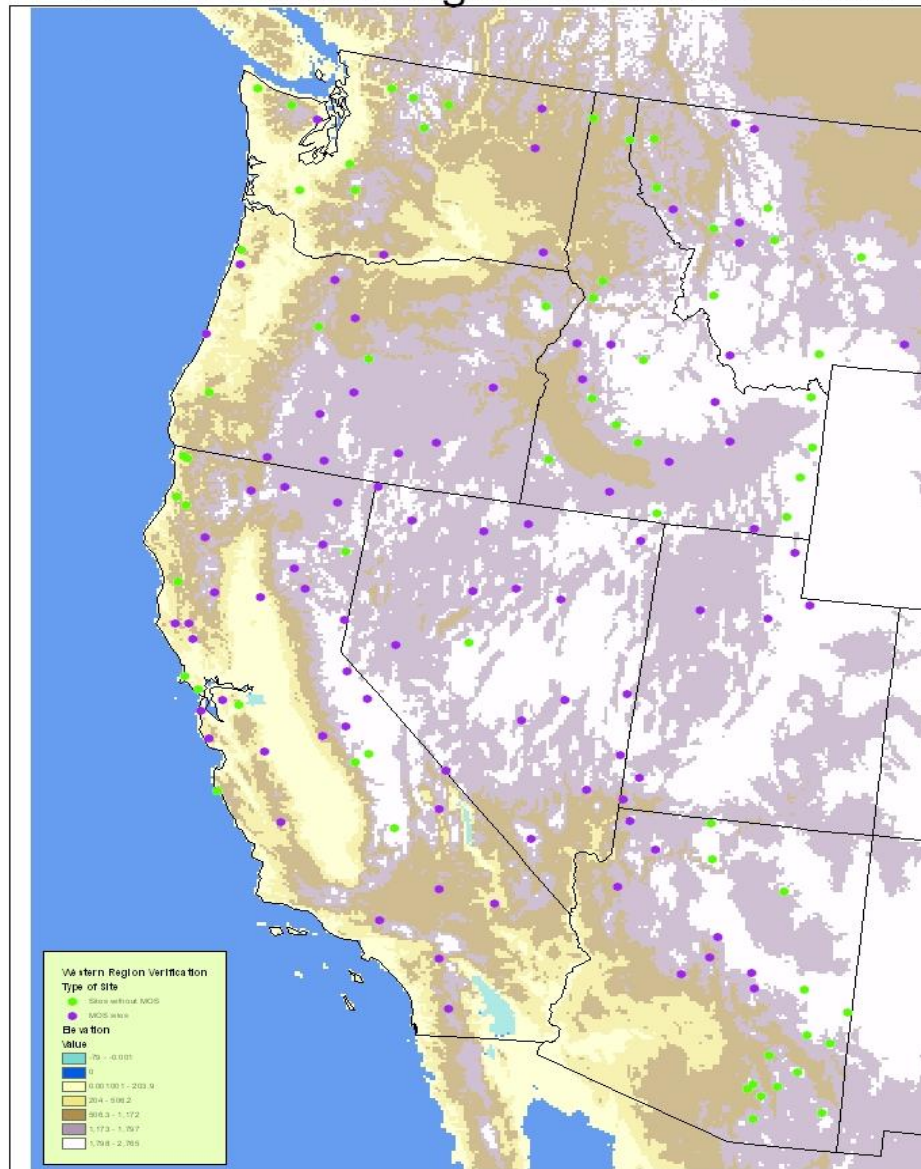 Western Region Verification
Type of Site
Sites without MOS
MOS sites
Elevation
Value
-79 - -0.001
0
0.001001 - 203.9
204 - 506.2
506.3 - 1,172
1,173 - 1,797
1,798 - 2,765